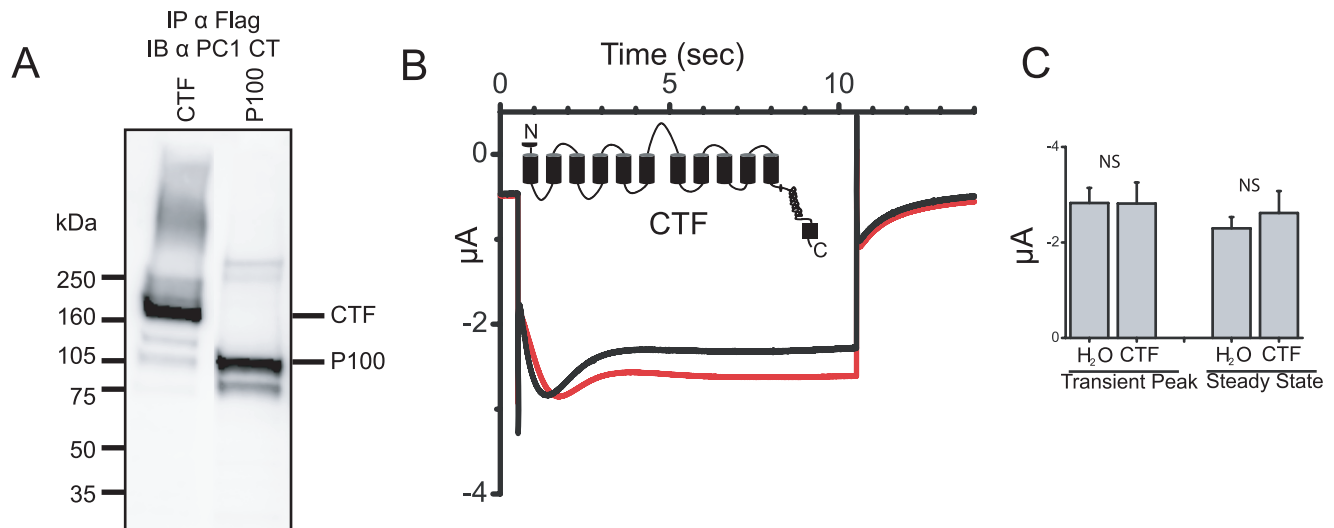 A
IP α Flag
IB α PC1 CT
CTF
P100
kDa
250
160
105
75
50
35
CTF
P100
B
Time (sec)
0 5 10
0
-2
-4
µA
N
CTF
C
C
-4
-2
0
µA
NS
NS
H₂O CTF H₂O CTF
Transient Peak Steady State